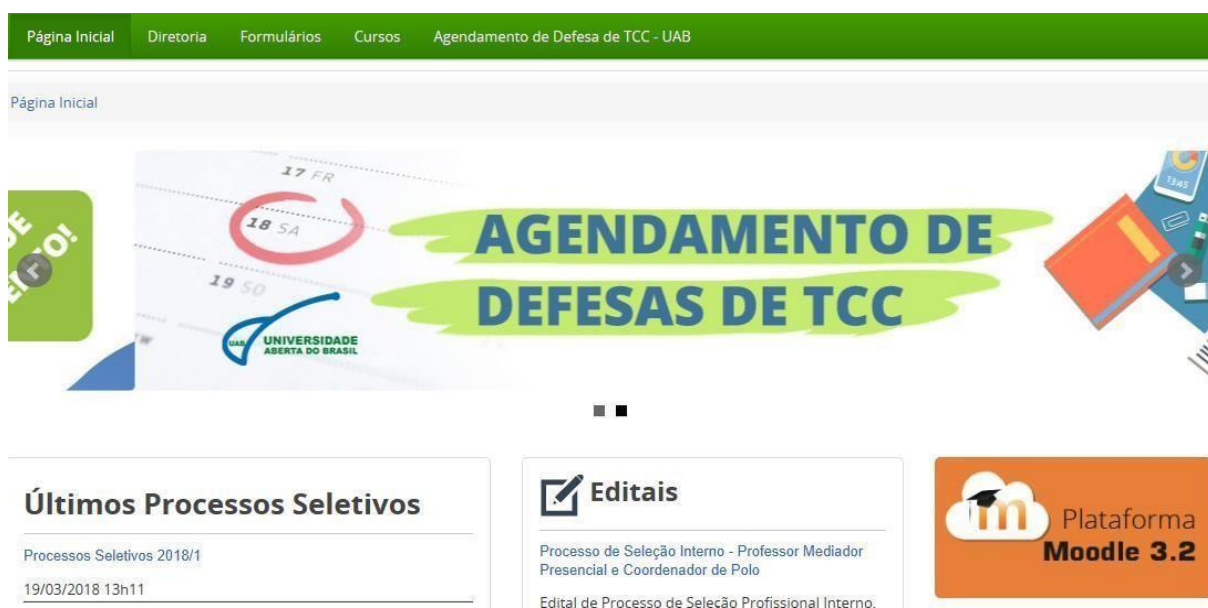 Página Inicial Diretoria Formulários Cursos Agendamento de Defesa de TCC - UAB
Página Inicial
17 FR
18 SA
19 SO
AGENDAMENTO DE
DEFESAS DE TCC
UAB UNIVERSIDADE
ABERTA DO BRASIL
13:45
Últimos Processos Seletivos
Processos Seletivos 2018/1
19/03/2018 13h11
Editais
Processo de Seleção Interno - Professor Mediador
Presencial e Coordenador de Polo
Edital de Processo de Seleção Profissional Interno,
m Plataforma
Moodle 3.2